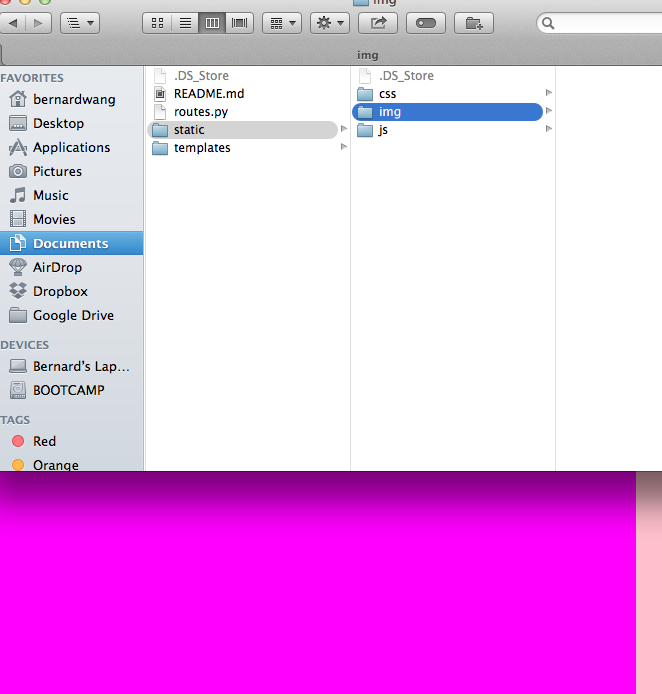 img
img
FAVORITES
bernardwang
Desktop
Applications
Pictures
Music
Movies
Documents
AirDrop
Dropbox
Google Drive
DEVICES
Bernard's Lap...
BOOTCAMP
TAGS
Red
Orange
.DS_Store
README.md
routes.py
static
templates
.DS_Store
css
img
js